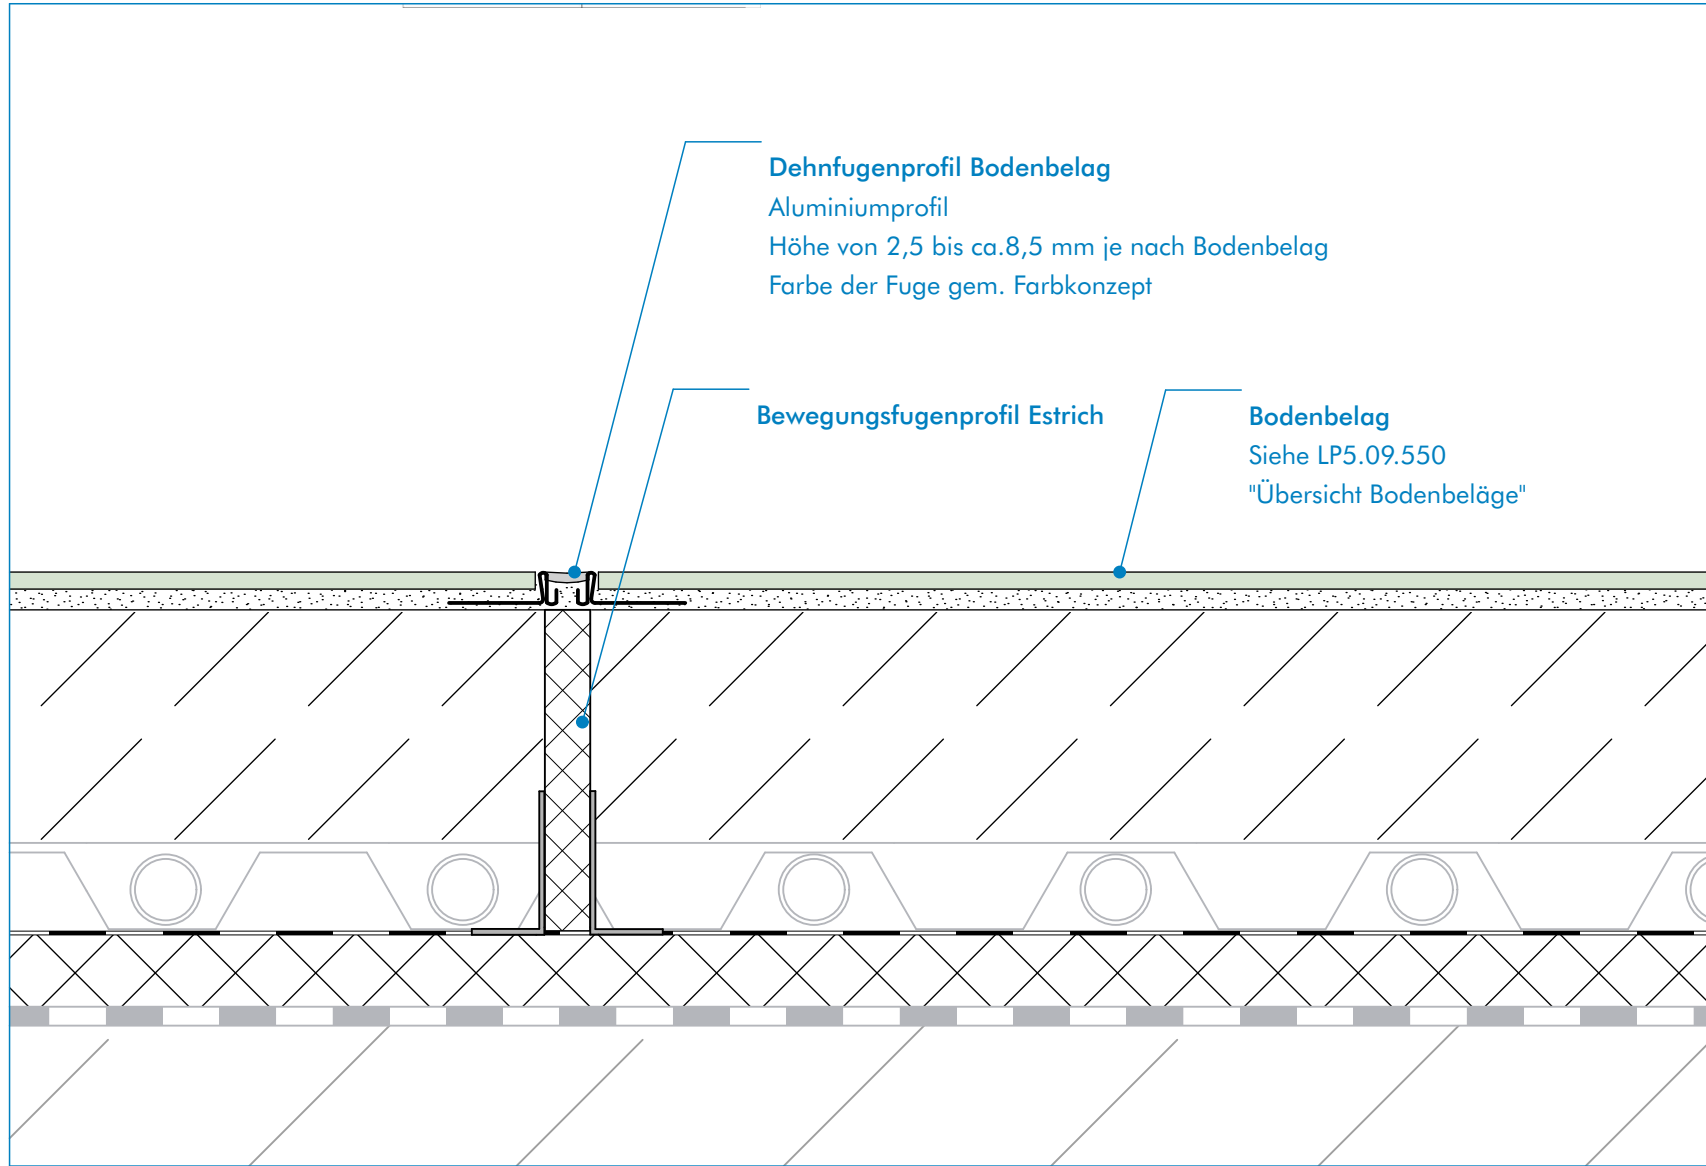 Dehnfugenprofil Bodenbelag
Aluminiumprofil
Höhe von 2,5 bis ca.8,5 mm je nach Bodenbelag
Farbe der Fuge gem. Farbkonzept
Bewegungsfugenprofil Estrich
Bodenbelag
Siehe LP5.09.550
"Übersicht Bodenbeläge"